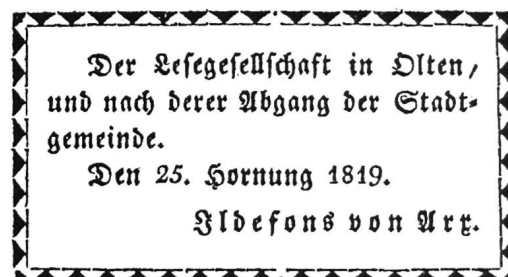 Der Lesegesellschaft in Olten,
und nach derer Abgang der Stadt-
gemeinde.
Den 25. Hornung 1819.
Ildefons von Arx.